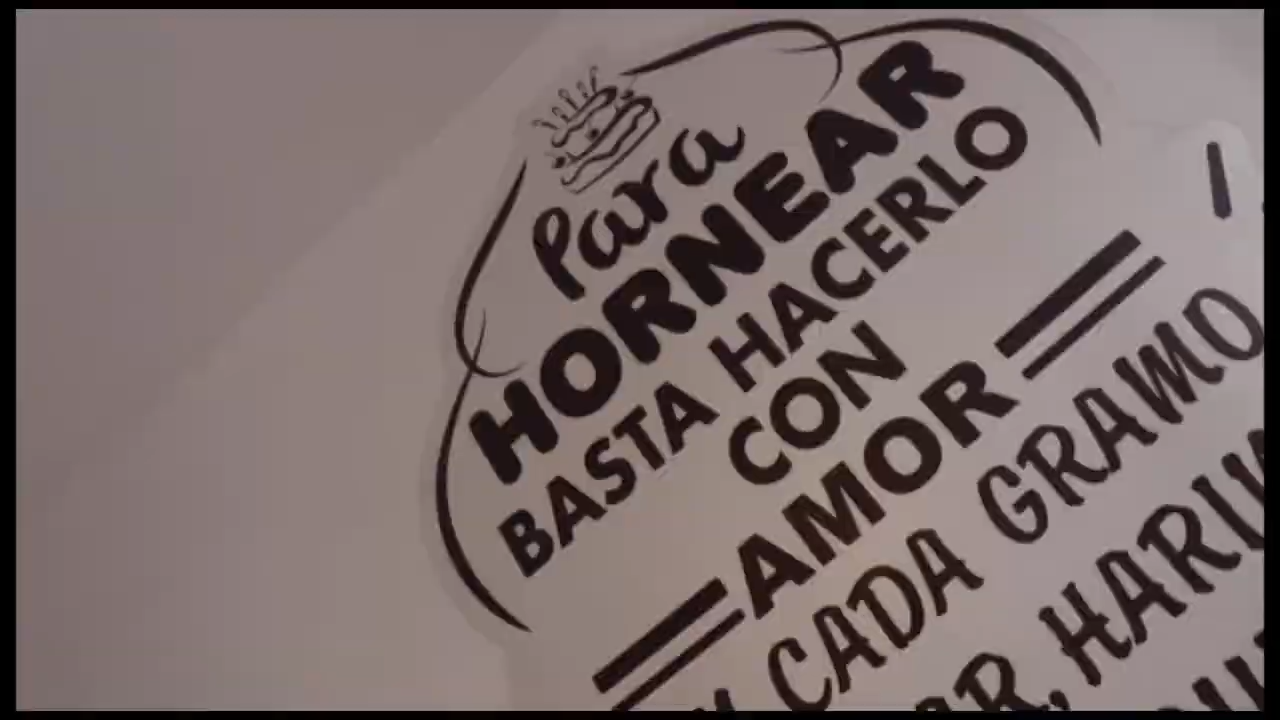 Para
HORNEAR
BASTA HACERLO
CON
AMOR
CADA GRAMO